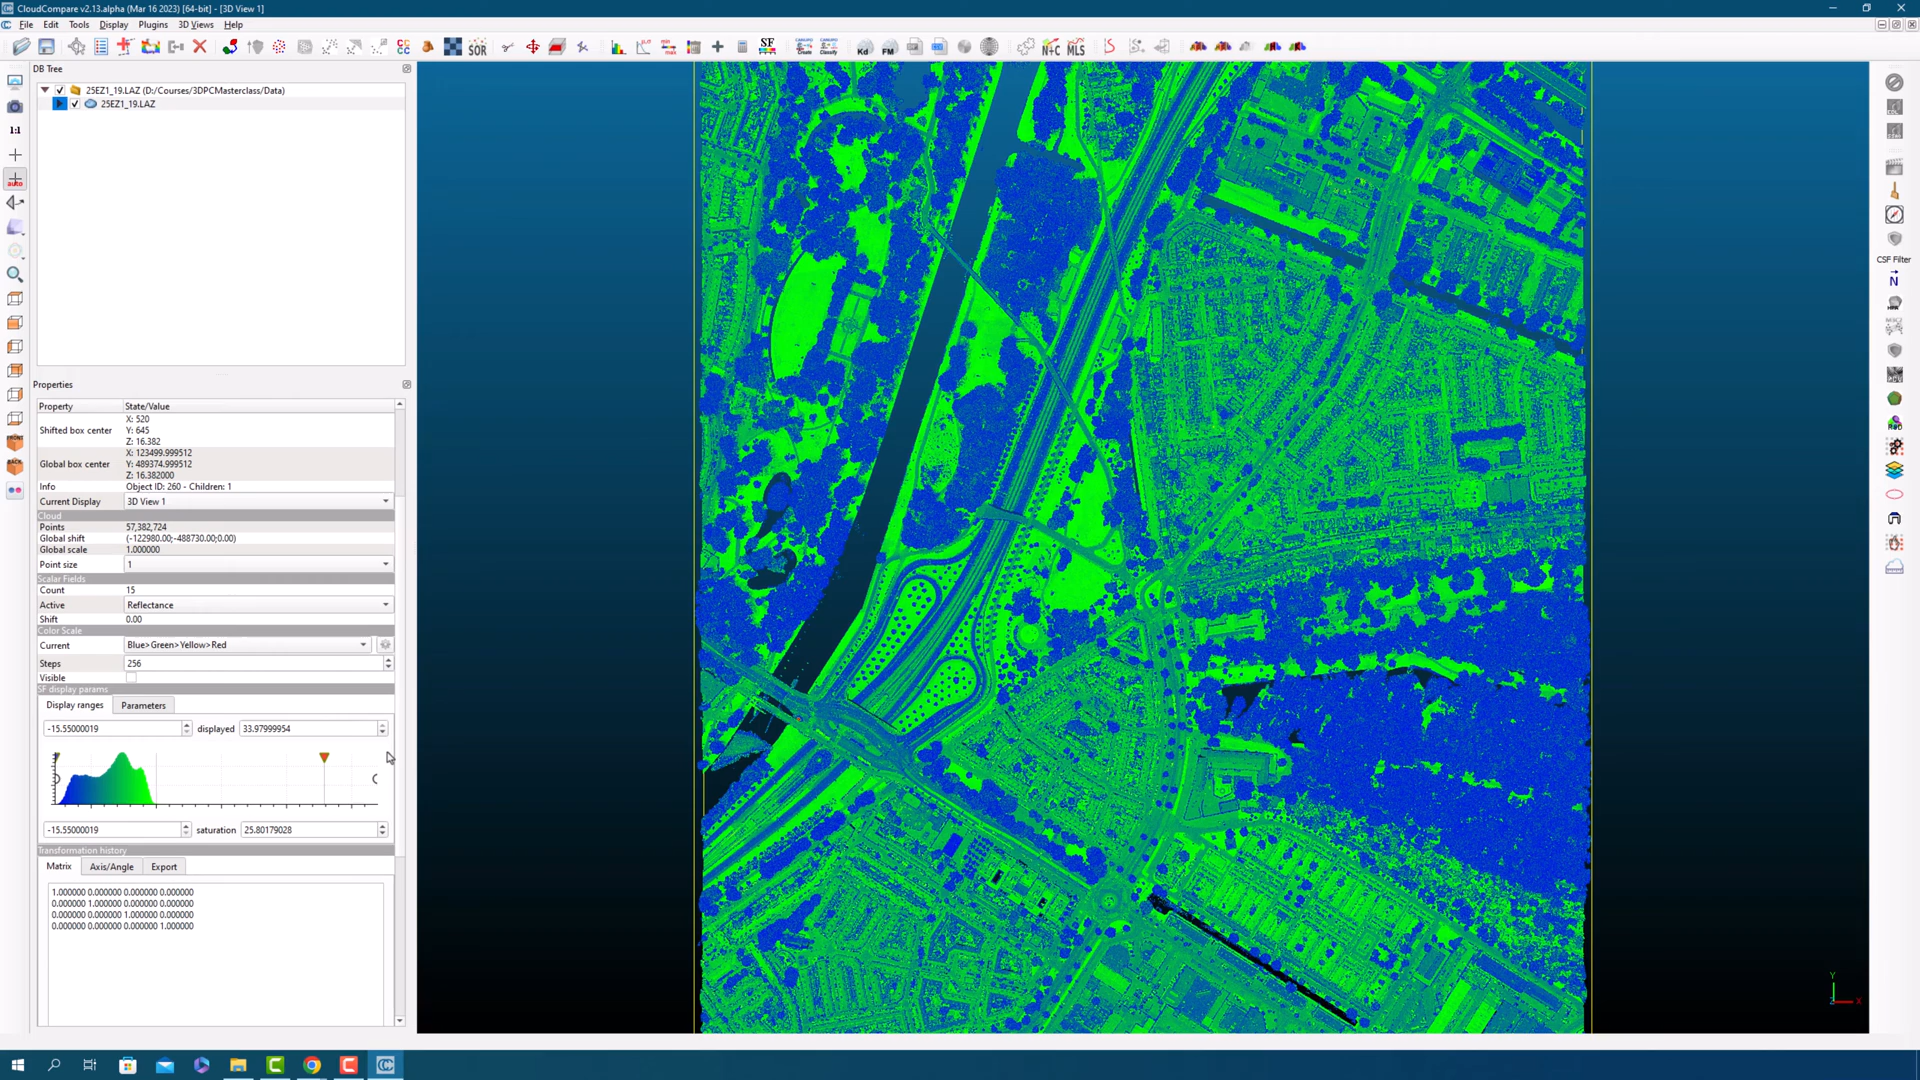 CloudCompare v2.13.alpha (Mar 16 2023) [64-bit] - [3D View 1]
File Edit Tools Display Plugins 3D Views Help
SOR SF Kd FM N+C MLS
DB Tree
25EZ1_19.LAZ (D:/Courses/3DPCMasterclass/Data)
25EZ1_19.LAZ
1:1
auto
CSF Filter
N
FRONT
BACK
Properties
Property State/Value
X: 520
Shifted box center Y: 645
Z: 16.382
X: 123499.999512
Global box center Y: 489374.999512
Z: 16.382000
Info Object ID: 260 - Children: 1
Current Display 3D View 1
Cloud
Points 57,382,724
Global shift (-122980.00;-488730.00;0.00)
Global scale 1.000000
Point size 1
Scalar Fields
Count 15
Active Reflectance
Shift 0.00
Color Scale
Current Blue>Green>Yellow>Red
Steps 256
Visible
SF display params
Display ranges Parameters
-15.55000019 displayed 33.97999954
-15.55000019 saturation 25.80179028
Transformation history
Matrix Axis/Angle Export
1.000000 0.000000 0.000000 0.000000
0.000000 1.000000 0.000000 0.000000
0.000000 0.000000 1.000000 0.000000
0.000000 0.000000 0.000000 1.000000
Y
Z X